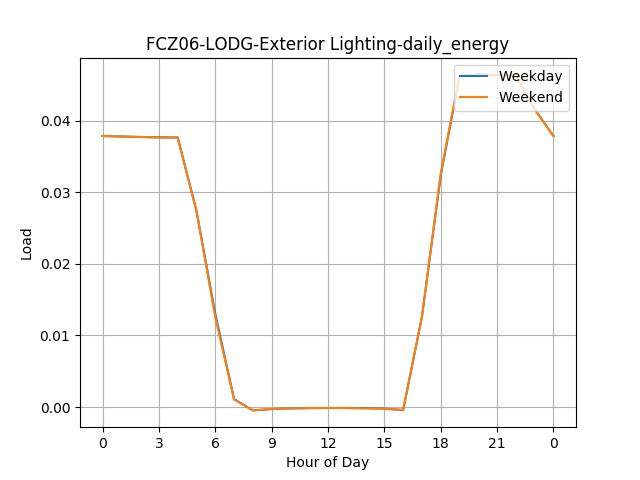 FCZ06-LODG-Exterior Lighting-daily_energy
Weekday
Weekend
0.04
0.03
0.02
0.01
0.00
Load
0 3 6 9 12 15 18 21 0
Hour of Day